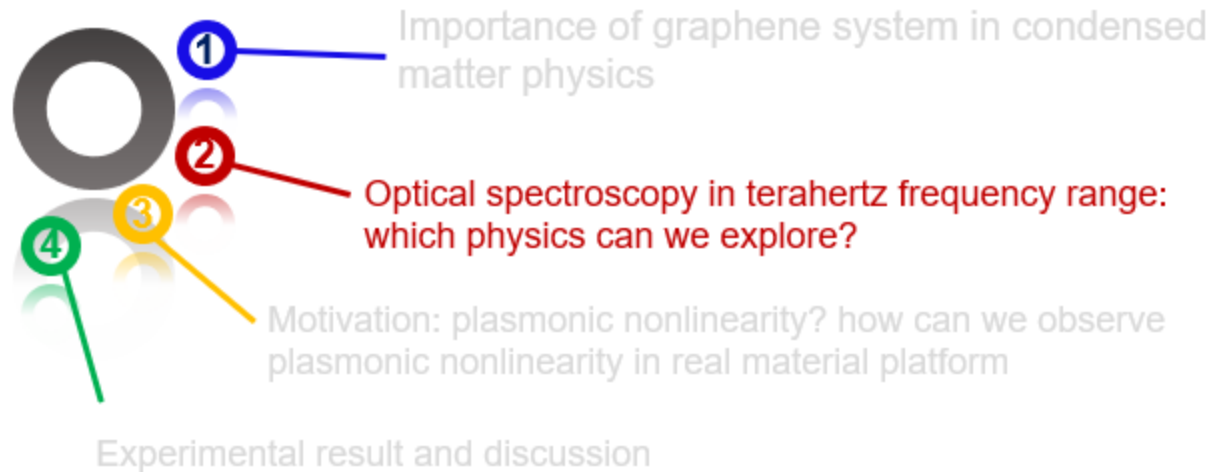 1
Importance of graphene system in condensed
matter physics
2
Optical spectroscopy in terahertz frequency range:
which physics can we explore?
3
Motivation: plasmonic nonlinearity? how can we observe
plasmonic nonlinearity in real material platform
4
Experimental result and discussion